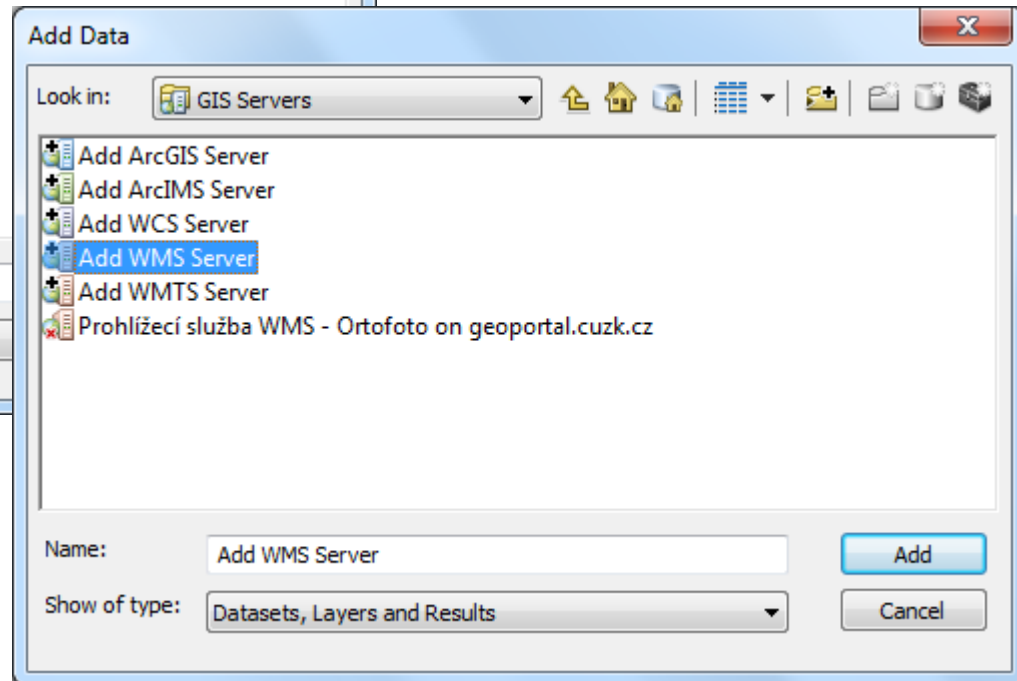 Add Data
Look in: GIS Servers
Add ArcGIS Server
Add ArcIMS Server
Add WCS Server
Add WMS Server
Add WMTS Server
Prohlížecí služba WMS - Ortofoto on geoportal.cuzk.cz
Name: Add WMS Server Add
Show of type: Datasets, Layers and Results Cancel